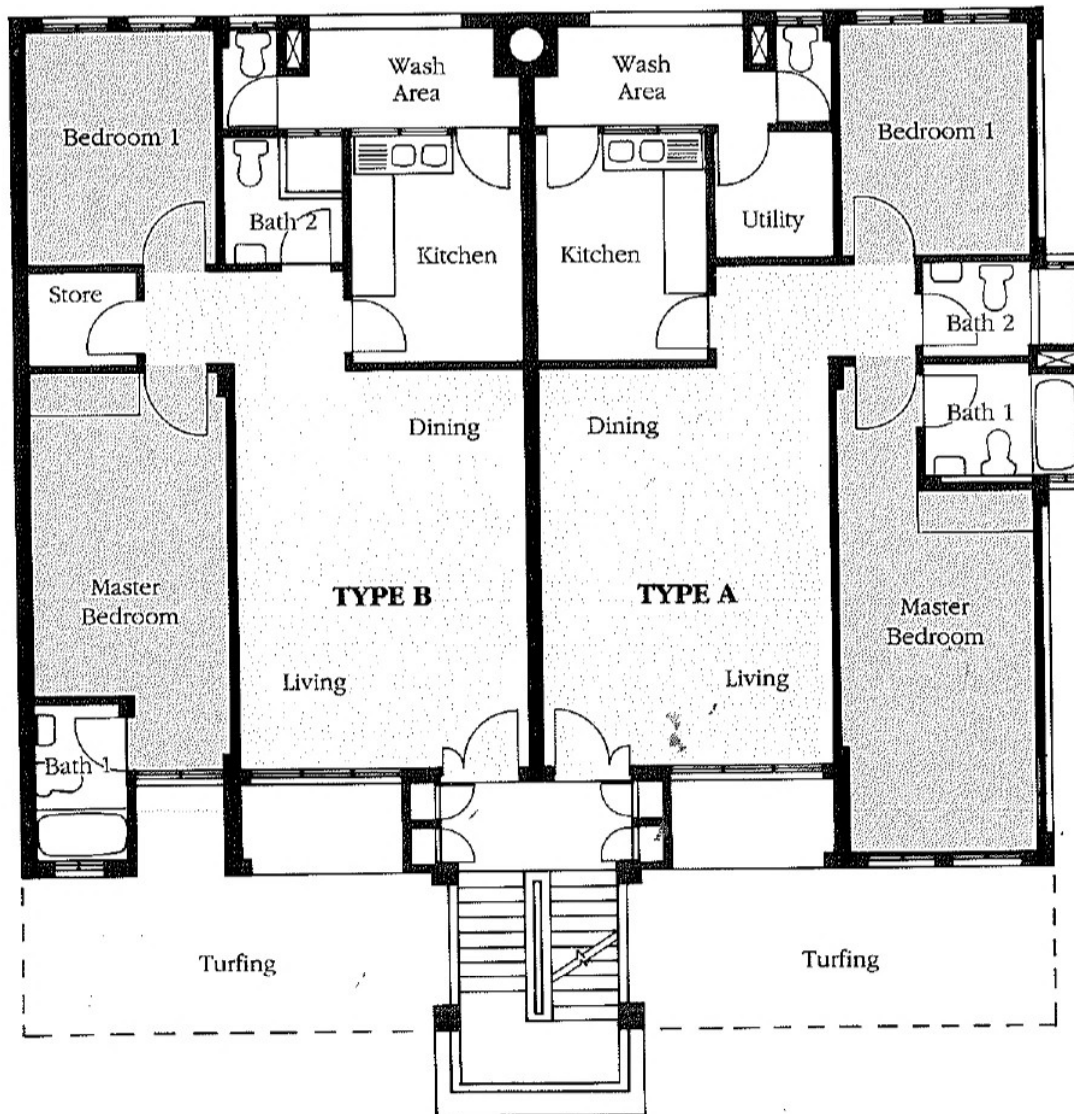 Wash
Area
Wash
Area
Bedroom 1
Bedroom 1
Bath 2
Utility
Kitchen
Kitchen
Store
Bath 2
Dining
Dining
Bath 1
Master
Bedroom
TYPE B
TYPE A
Master
Bedroom
Living
Living
Bath 1
Turfing
Turfing